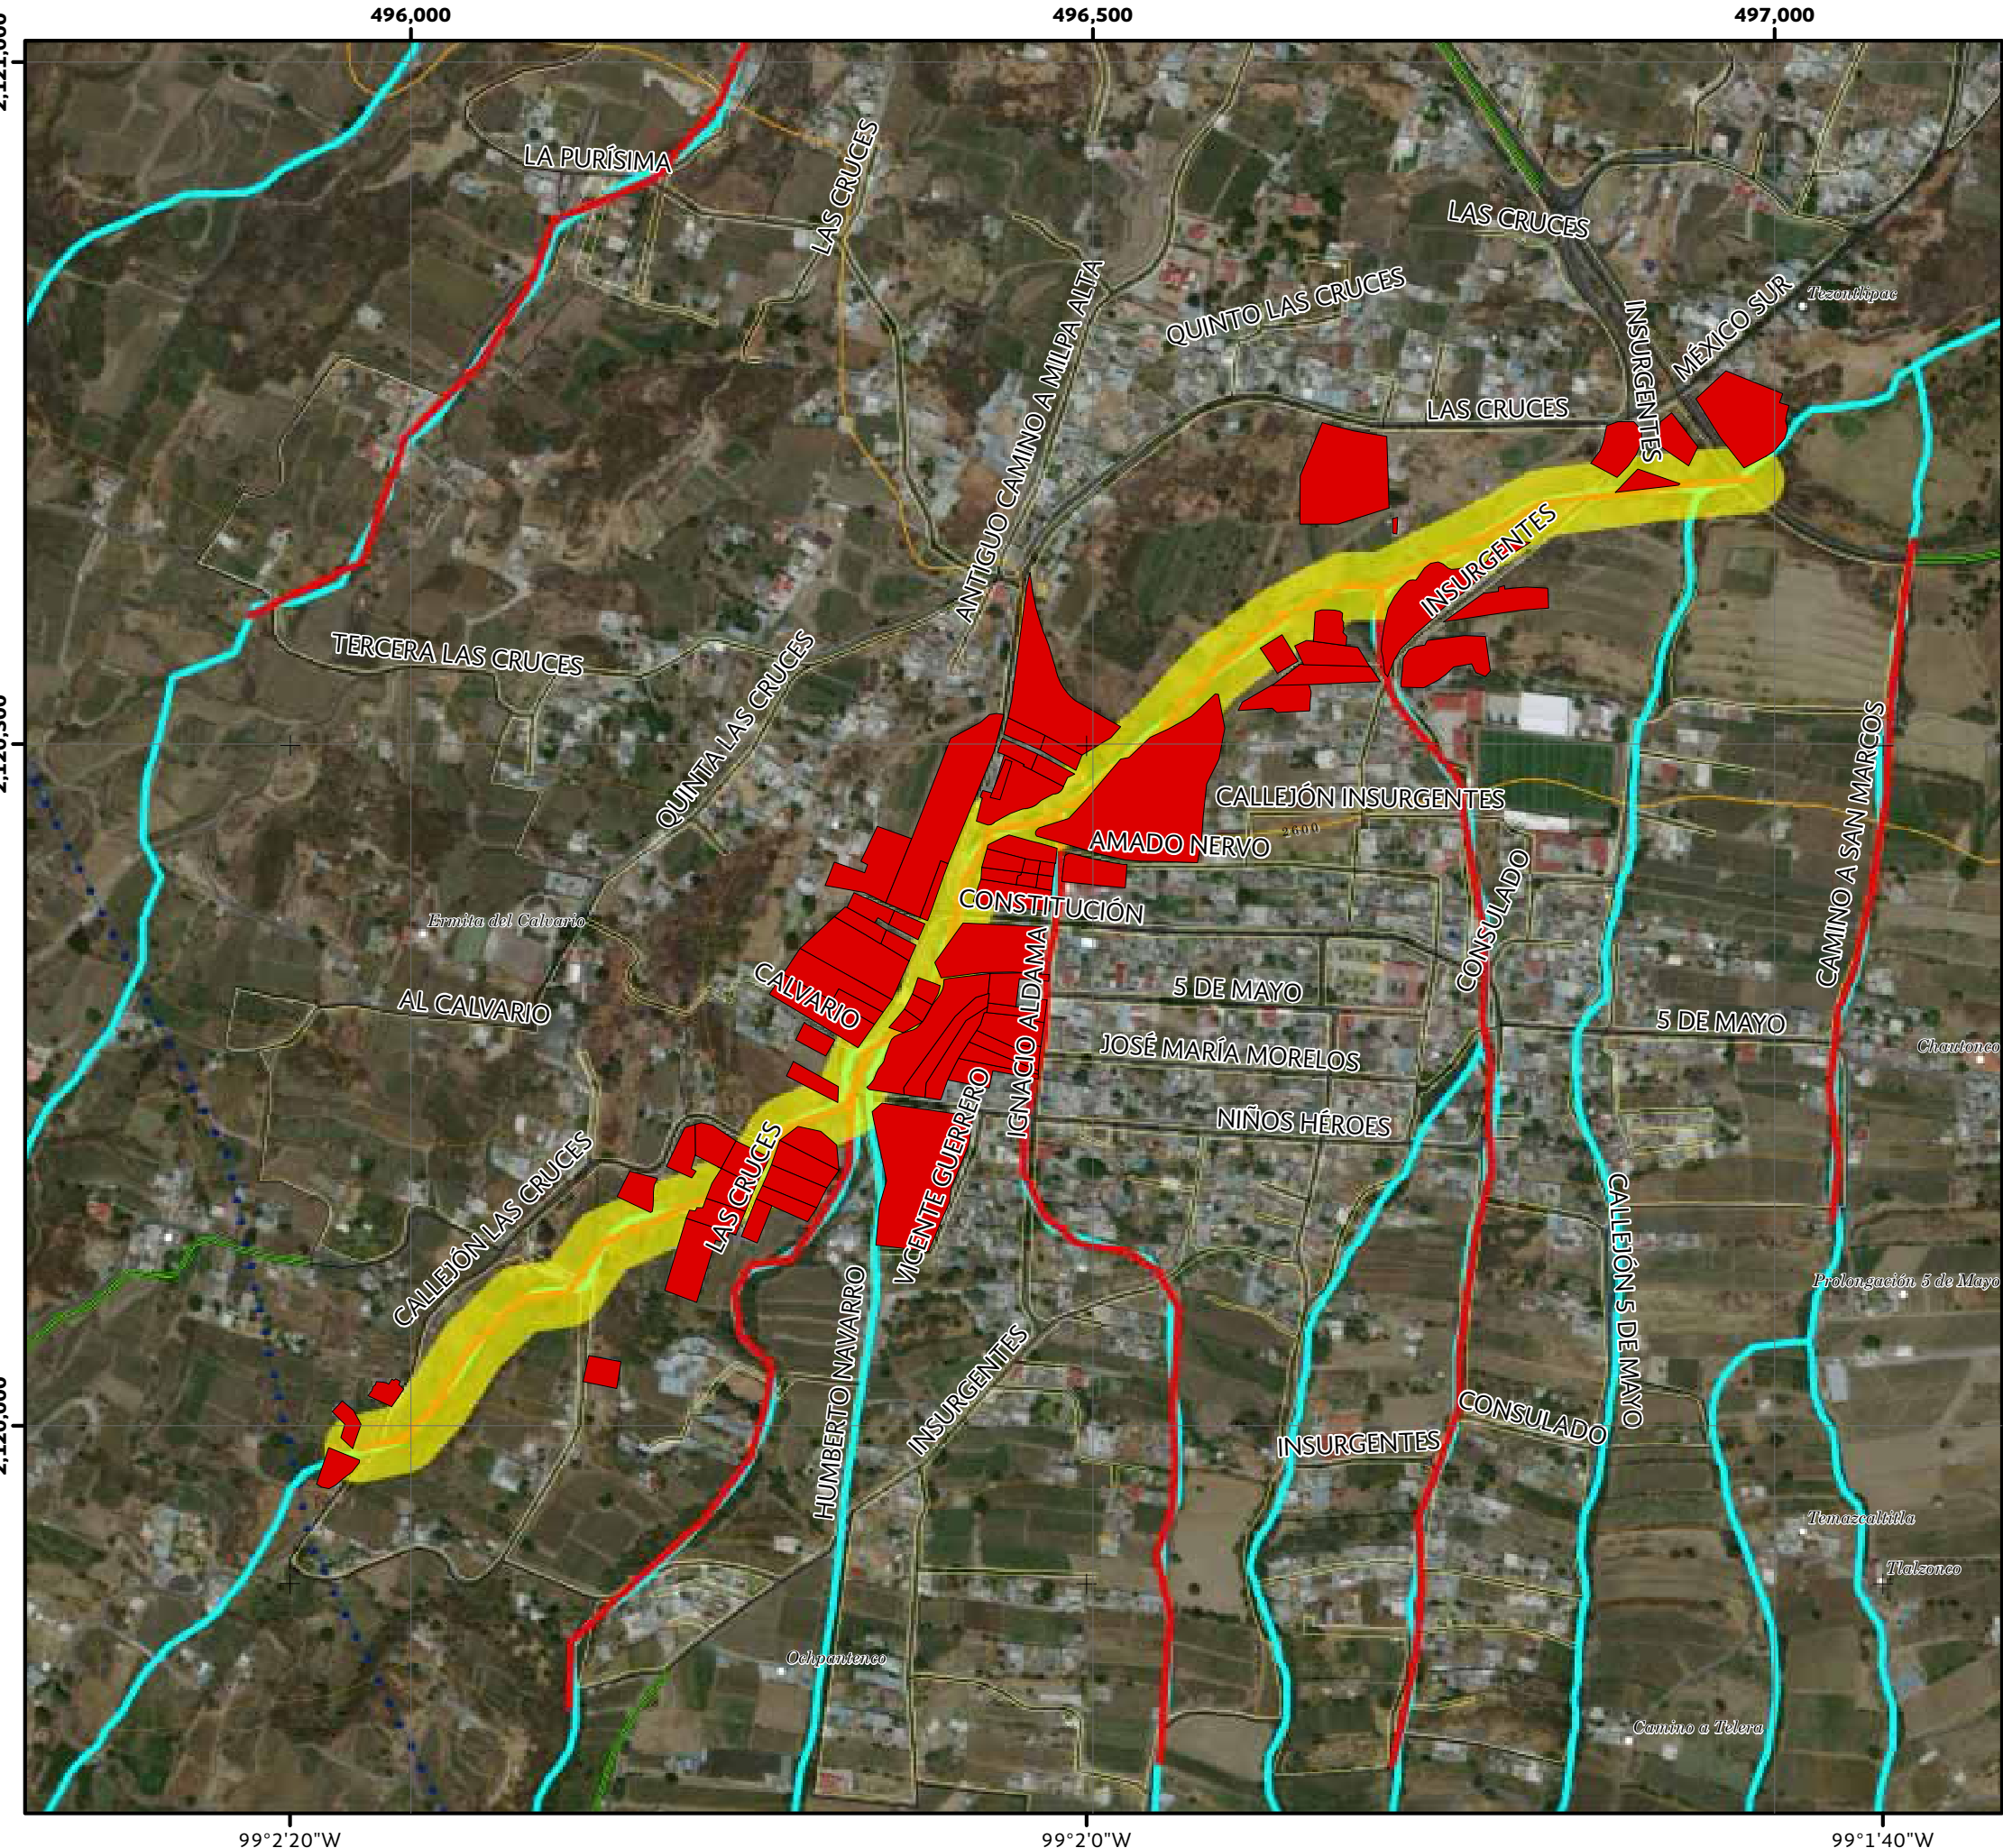 496,000
496,500
497,000
LA PURÍSIMA
LAS CRUCES
LAS CRUCES
QUINTO LAS CRUCES
ANTIGUO CAMINO A MILPA ALTA
INSURGENTES
MÉXICO SUR
Tezontlipac
LAS CRUCES
INSURGENTES
TERCERA LAS CRUCES
QUINTA LAS CRUCES
CALLEJÓN INSURGENTES
2600
AMADO NERVO
CAMINO A SAN MARCOS
CONSTITUCIÓN
CONSULADO
Ermita del Calvario
CALVARIO
AL CALVARIO
IGNACIO ALDAMA
5 DE MAYO
5 DE MAYO
JOSÉ MARÍA MORELOS
Chautonco
NIÑOS HÉROES
CALLEJÓN LAS CRUCES
LAS CRUCES
VICENTE GUERRERO
CALLEJÓN 5 DE MAYO
HUMBERTO NAVARRO
Prolongación 5 de Mayo
INSURGENTES
INSURGENTES
CONSULADO
Temazcaltitla
Tlalzonco
Ochpantenco
Camino a Telera
99°2'20"W
99°2'0"W
99°1'40"W